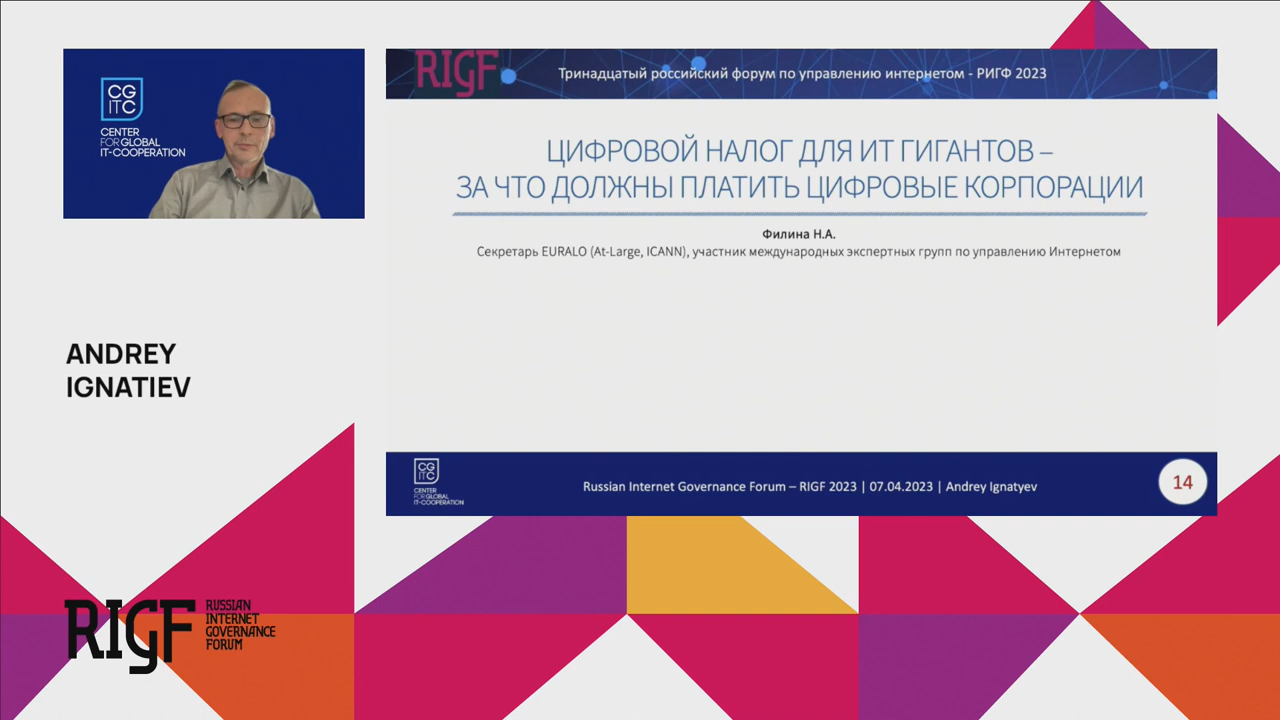 CG
ITC
CENTER
FOR GLOBAL
IT-COOPERATION
ANDREY
IGNATIEV
RIGF
Тринадцатый российский форум по управлению интернетом - РИГФ 2023
ЦИФРОВОЙ НАЛОГ ДЛЯ ИТ ГИГАНТОВ –
ЗА ЧТО ДОЛЖНЫ ПЛАТИТЬ ЦИФРОВЫЕ КОРПОРАЦИИ
Филина Н.А.
Секретарь EURALO (At-Large, ICANN), участник международных экспертных групп по управлению Интернетом
CG
ITC
CENTER
FOR GLOBAL
IT-COOPERATION
Russian Internet Governance Forum – RIGF 2023 | 07.04.2023 | Andrey Ignatyev
14
RIGF
RUSSIAN
INTERNET
GOVERNANCE
FORUM